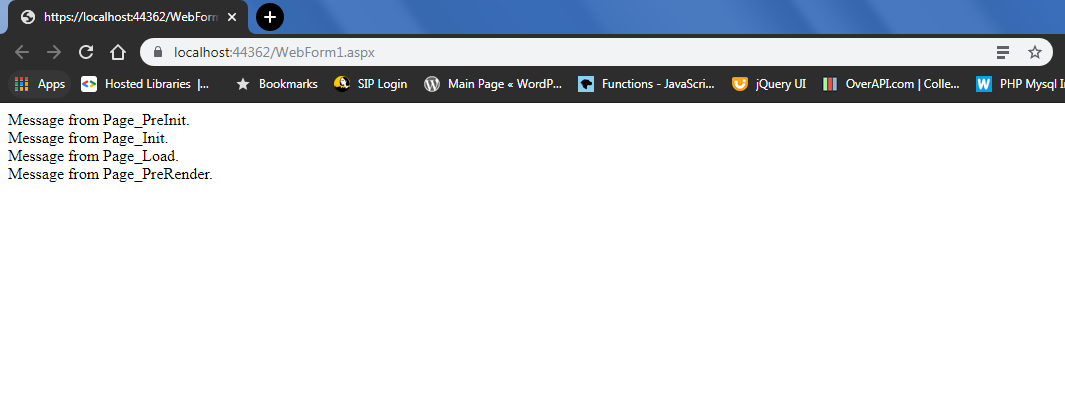 https://localhost:44362/WebForm
localhost:44362/WebForm1.aspx
Apps Hosted Libraries |... Bookmarks SIP Login Main Page « WordP... Functions - JavaScri... jQuery UI OverAPI.com | Colle... PHP Mysql In
Message from Page_PreInit.
Message from Page_Init.
Message from Page_Load.
Message from Page_PreRender.